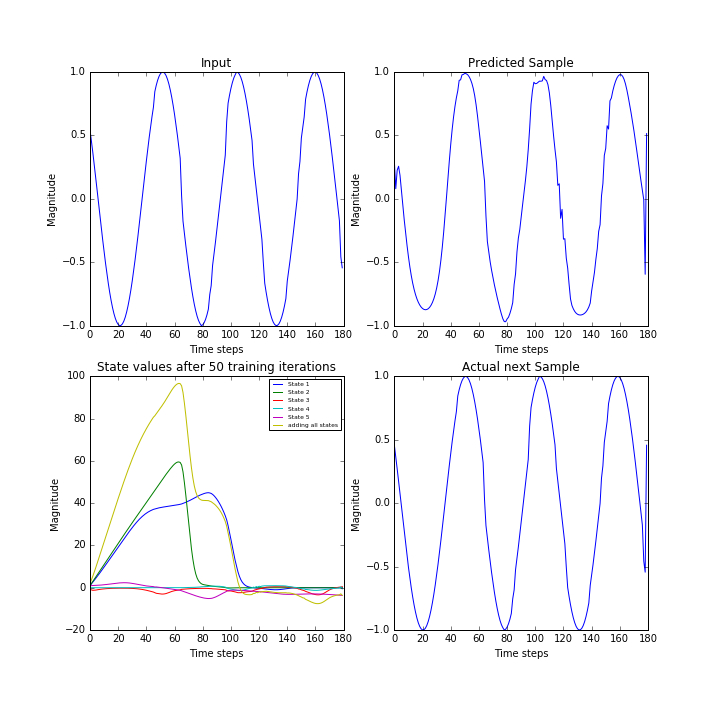 Input
1.0
0.5
0.0
−0.5
−1.0
Magnitude
0 20 40 60 80 100 120 140 160 180
Time steps
Predicted Sample
1.0
0.5
0.0
−0.5
−1.0
Magnitude
0 20 40 60 80 100 120 140 160 180
Time steps
State values after 50 training iterations
100
80
60
40
20
0
−20
Magnitude
State 1
State 2
State 3
State 4
State 5
adding all states
0 20 40 60 80 100 120 140 160 180
Time steps
Actual next Sample
1.0
0.5
0.0
−0.5
−1.0
Magnitude
0 20 40 60 80 100 120 140 160 180
Time steps